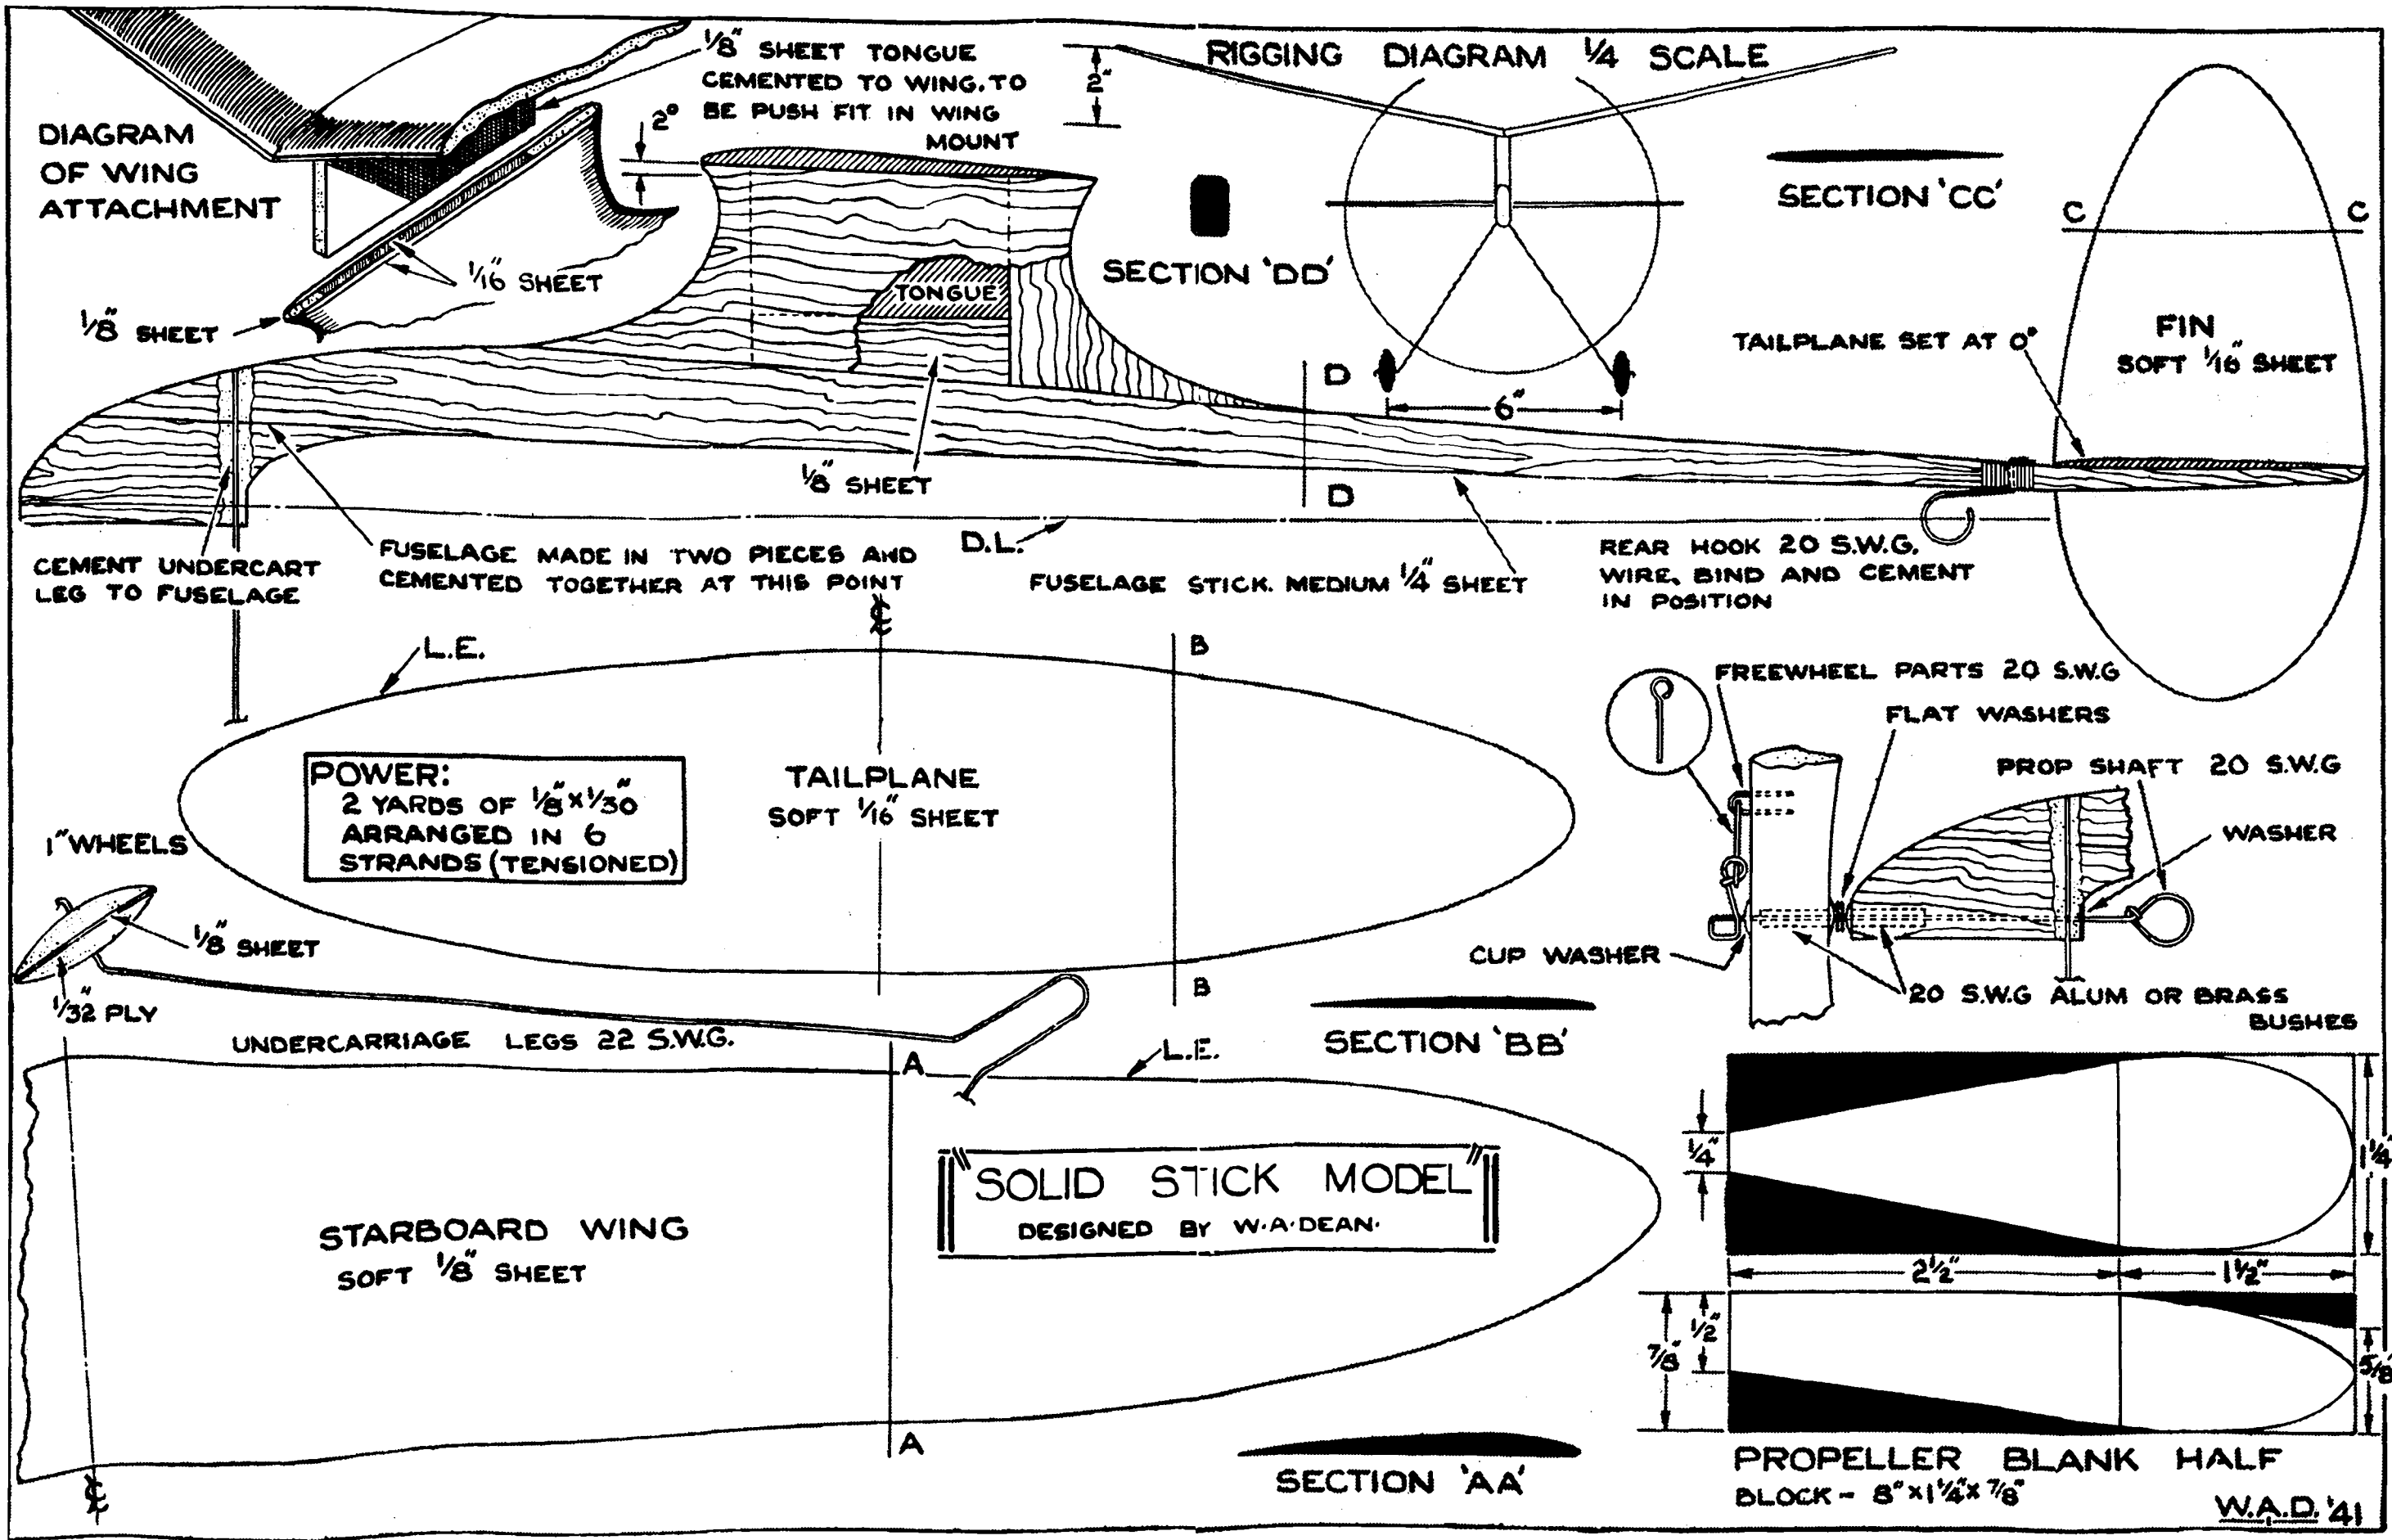 1/8" SHEET TONGUE
CEMENTED TO WING. TO
BE PUSH FIT IN WING
MOUNT
2"
RIGGING DIAGRAM 1/4 SCALE
DIAGRAM
OF WING
ATTACHMENT
2°
SECTION 'CC'
C
C
1/16" SHEET
1/8" SHEET
TONGUE
SECTION 'DD'
TAILPLANE SET AT 0°
FIN
SOFT 1/16" SHEET
D
6"
1/8" SHEET
D
D.L.
CEMENT UNDERCART
LEG TO FUSELAGE
FUSELAGE MADE IN TWO PIECES AND
CEMENTED TOGETHER AT THIS POINT
FUSELAGE STICK. MEDIUM 1/4" SHEET
REAR HOOK 20 S.W.G.
WIRE, BIND AND CEMENT
IN POSITION
L.E.
℄
B
POWER:
2 YARDS OF 1/8" x 1/30"
ARRANGED IN 6
STRANDS (TENSIONED)
TAILPLANE
SOFT 1/16" SHEET
B
FREEWHEEL PARTS 20 S.W.G
FLAT WASHERS
PROP SHAFT 20 S.W.G
WASHER
CUP WASHER
20 S.W.G ALUM OR BRASS
BUSHES
1" WHEELS
1/8" SHEET
1/32" PLY
UNDERCARRIAGE LEGS 22 S.W.G.
SECTION 'BB'
A
L.E.
STARBOARD WING
SOFT 1/8" SHEET
"SOLID STICK MODEL"
DESIGNED BY W.A.DEAN.
A
℄
SECTION 'AA'
1/4"
1 1/4"
2 1/2"
1 1/2"
7/8"
1/2"
5/8"
PROPELLER BLANK HALF
BLOCK - 8" x 1 1/4" x 7/8"
W.A.D. '41